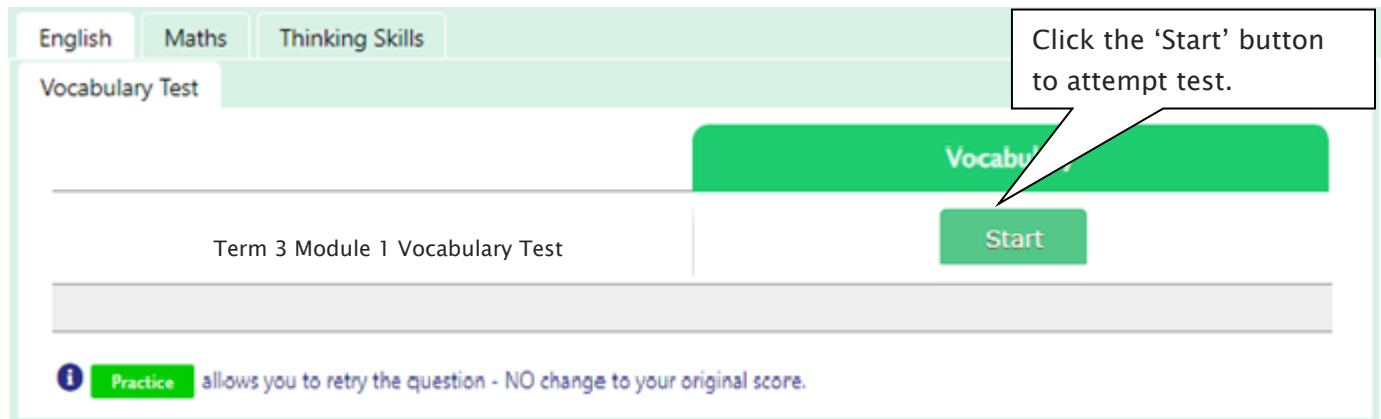 English Maths Thinking Skills
Click the ‘Start’ button
to attempt test.
Vocabulary Test
Term 3 Module 1 Vocabulary Test
Start
Practice allows you to retry the question - NO change to your original score.